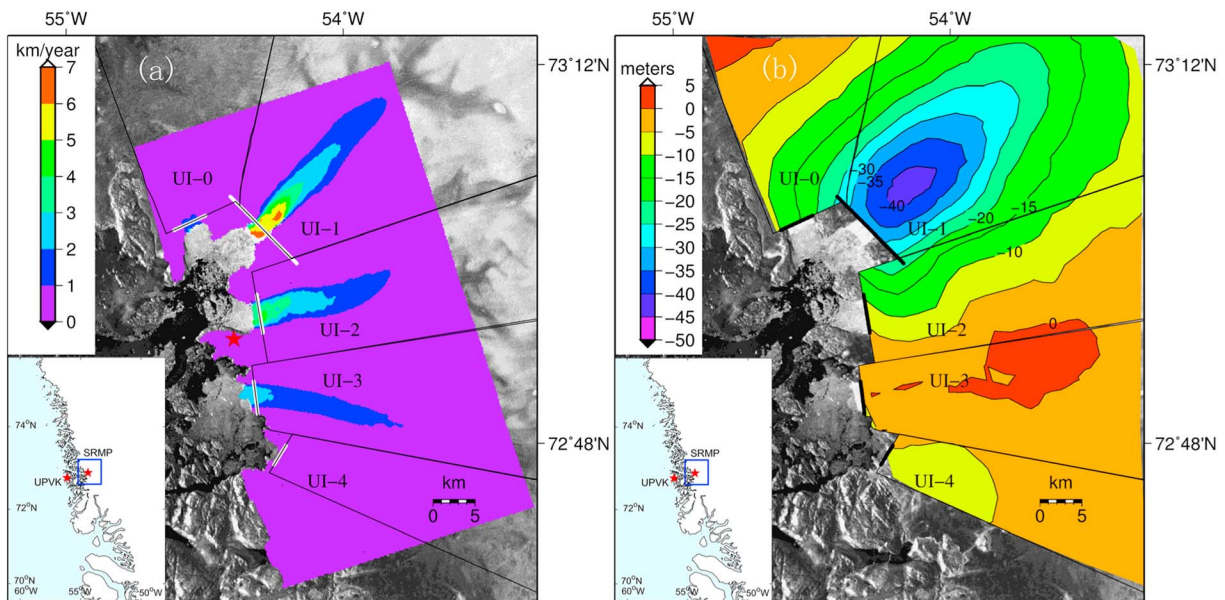 55°W 54°W
km/year
7
6
5
4
3
2
1
0
(a)
UI-0
UI-1
UI-2
UI-3
UI-4
km
0 5
74°N
72°N
70°N
60°W 55°W 50°W
SRMP
UPVK
73°12'N
72°48'N
55°W 54°W
meters
5
0
-5
-10
-15
-20
-25
-30
-35
-40
-45
-50
(b)
UI-0
-30
-35
-40
UI-1
-20
-15
-10
UI-2
0
UI-3
UI-4
km
0 5
74°N
72°N
70°N
60°W 55°W 50°W
SRMP
UPVK
73°12'N
72°48'N